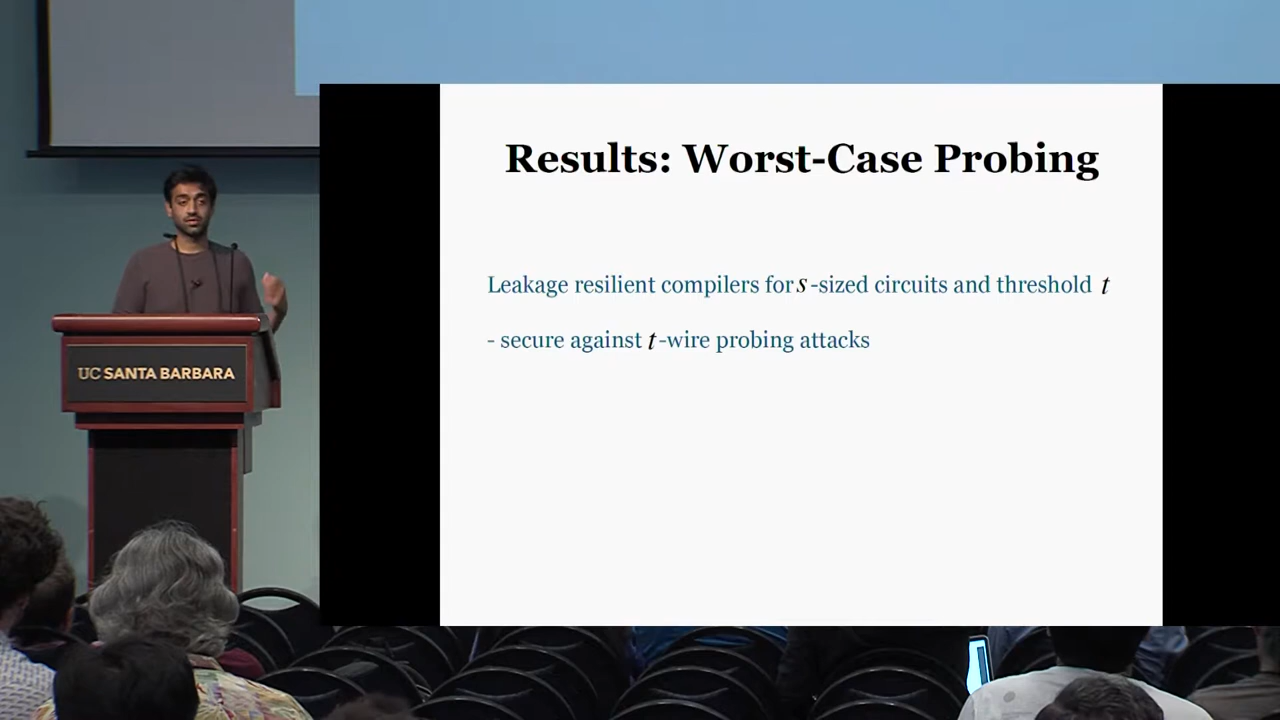 Results: Worst-Case Probing
Leakage resilient compilers for s-sized circuits and threshold t
- secure against t-wire probing attacks
UC SANTA BARBARA